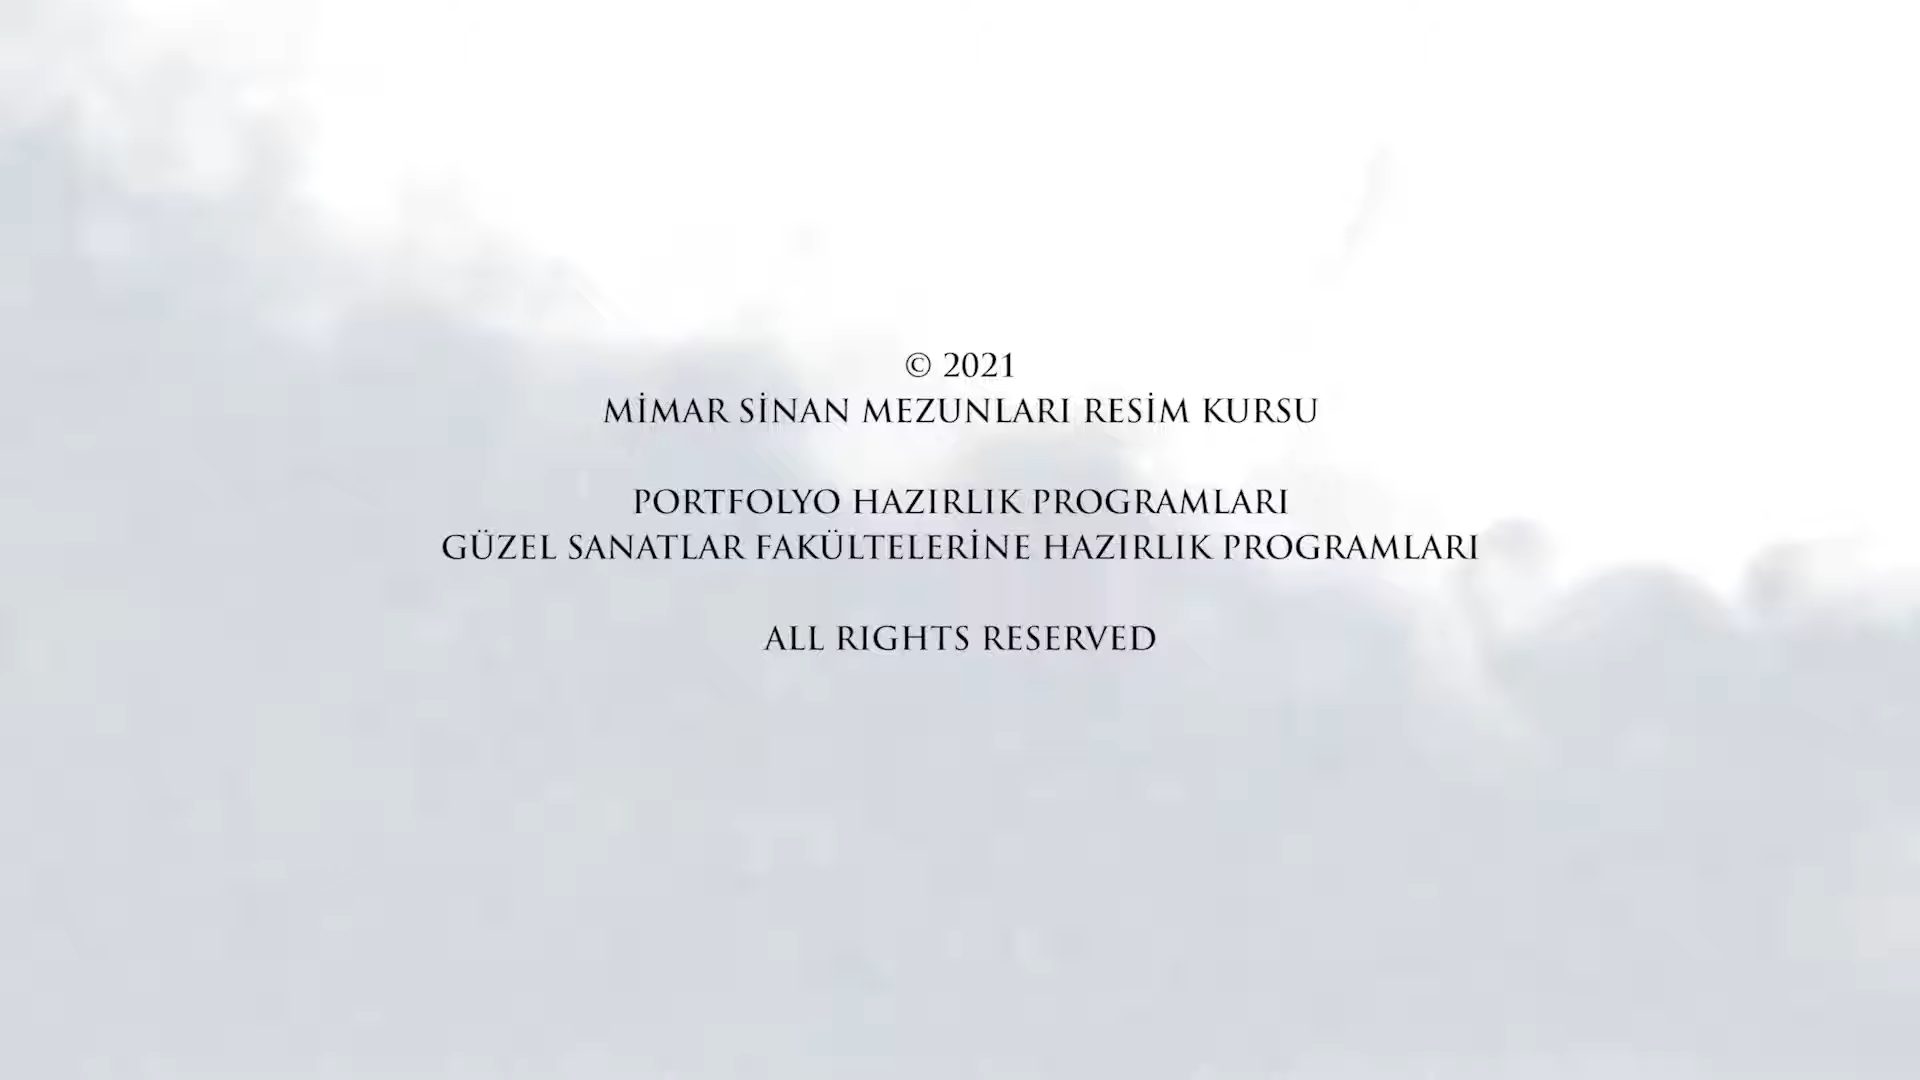 © 2021
MİMAR SİNAN MEZUNLARI RESİM KURSU
PORTFOLYO HAZIRLIK PROGRAMLARI
GÜZEL SANATLAR FAKÜLTELERİNE HAZIRLIK PROGRAMLARI
ALL RIGHTS RESERVED